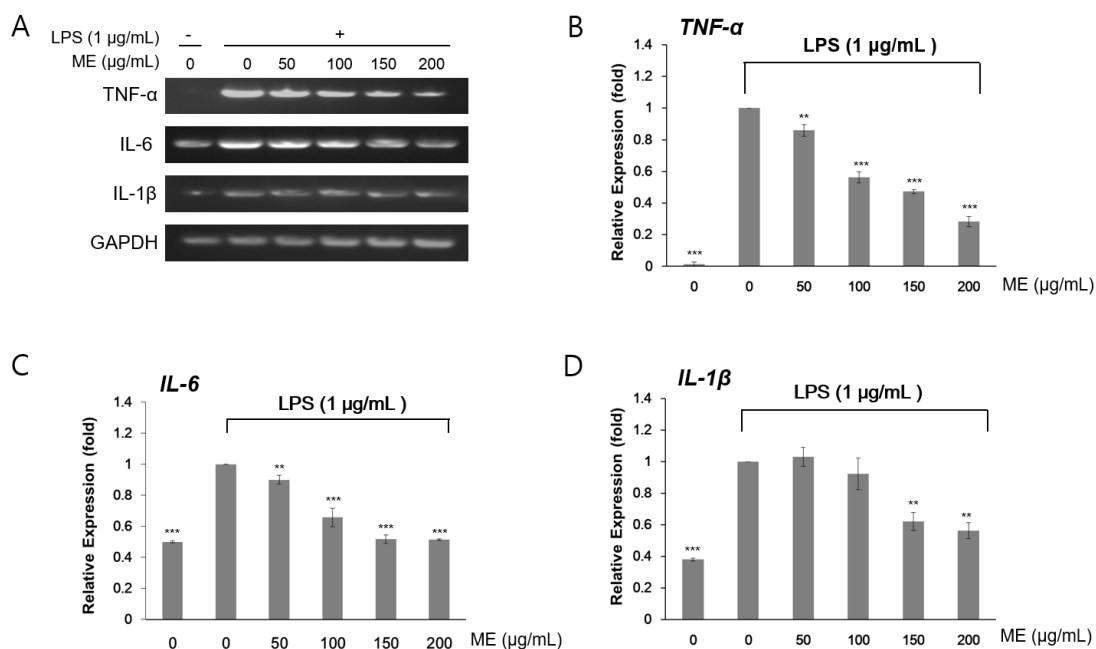 A
LPS (1 µg/mL) - +
ME (µg/mL) 0 0 50 100 150 200
TNF-α
IL-6
IL-1β
GAPDH
B
TNF-α
LPS (1 µg/mL )
Relative Expression (fold)
1.4
1.2
1
0.8
0.6
0.4
0.2
0
***
**
***
***
***
0 0 50 100 150 200 ME (µg/mL)
C
IL-6
LPS (1 µg/mL )
Relative Expression (fold)
1.4
1.2
1
0.8
0.6
0.4
0.2
0
***
**
***
***
***
0 0 50 100 150 200 ME (µg/mL)
D
IL-1β
LPS (1 µg/mL )
Relative Expression (fold)
1.4
1.2
1
0.8
0.6
0.4
0.2
0
***
**
**
0 0 50 100 150 200 ME (µg/mL)